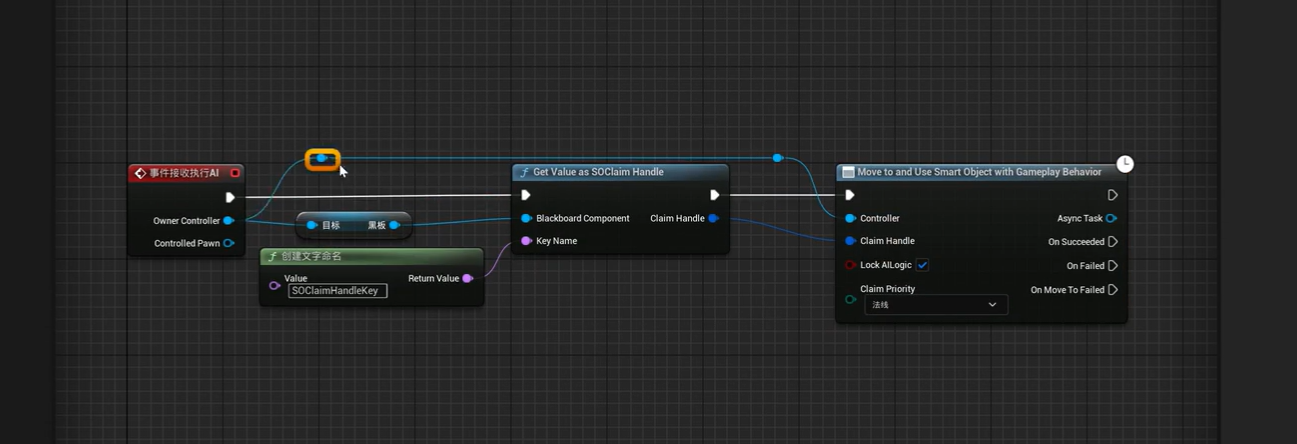 事件接收执行AI
Owner Controller
Controlled Pawn
目标 黑板
创建文字命名
Value
SOClaimHandleKey
Return Value
Get Value as SOClaim Handle
Blackboard Component Claim Handle
Key Name
Move to and Use Smart Object with Gameplay Behavior
Controller Async Task
Claim Handle On Succeeded
Lock AILogic On Failed
Claim Priority On Move To Failed
法线